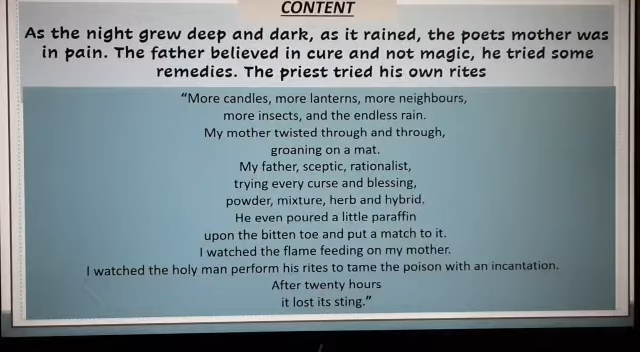 CONTENT
As the night grew deep and dark, as it rained, the poets mother was
in pain. The father believed in cure and not magic, he tried some
remedies. The priest tried his own rites
“More candles, more lanterns, more neighbours,
more insects, and the endless rain.
My mother twisted through and through,
groaning on a mat.
My father, sceptic, rationalist,
trying every curse and blessing,
powder, mixture, herb and hybrid.
He even poured a little paraffin
upon the bitten toe and put a match to it.
I watched the flame feeding on my mother.
I watched the holy man perform his rites to tame the poison with an incantation.
After twenty hours
it lost its sting.”